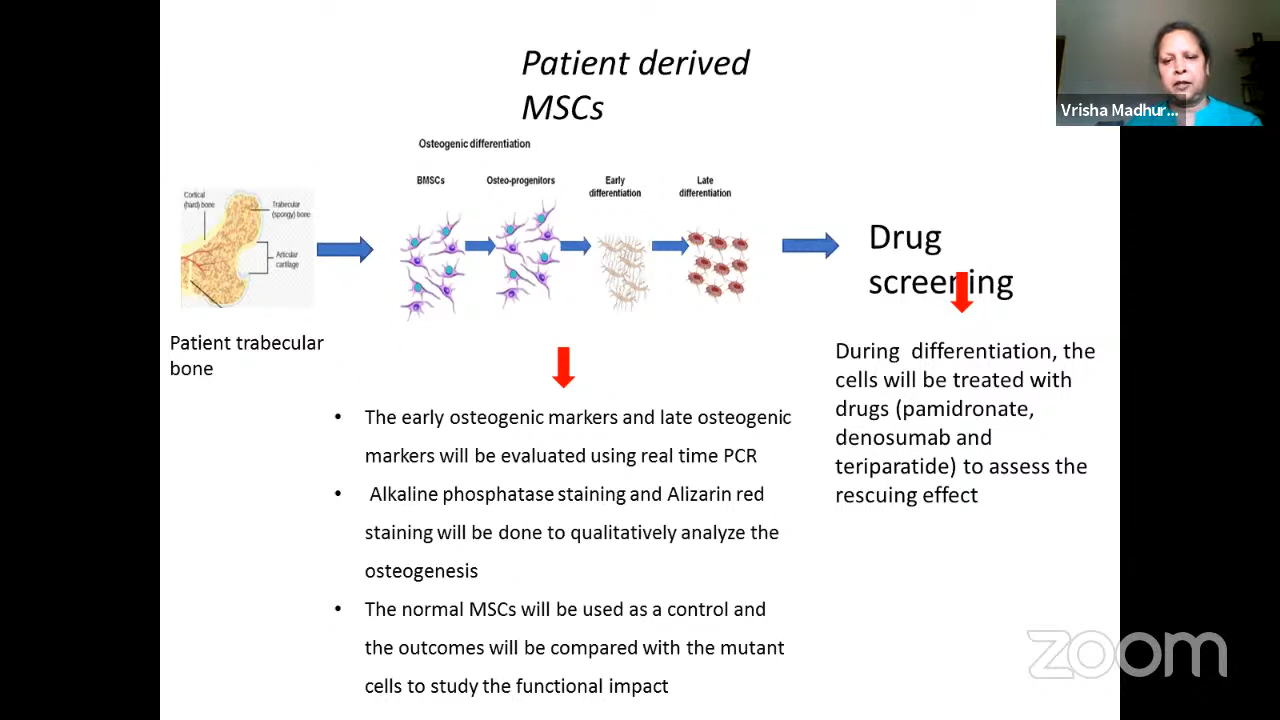 Patient derived
MSCs
Vrisha Madhur...
Osteogenic differentiation
BMSCs
Osteo-progenitors
Early
differentiation
Late
differentiation
Cortical
(hard) bone
Trabecular
(spongy) bone
Articular
cartilage
Patient trabecular
bone
Drug
screening
During differentiation, the
cells will be treated with
drugs (pamidronate,
denosumab and
teriparatide) to assess the
rescuing effect
• The early osteogenic markers and late osteogenic
markers will be evaluated using real time PCR
• Alkaline phosphatase staining and Alizarin red
staining will be done to qualitatively analyze the
osteogenesis
• The normal MSCs will be used as a control and
the outcomes will be compared with the mutant
cells to study the functional impact
zoom